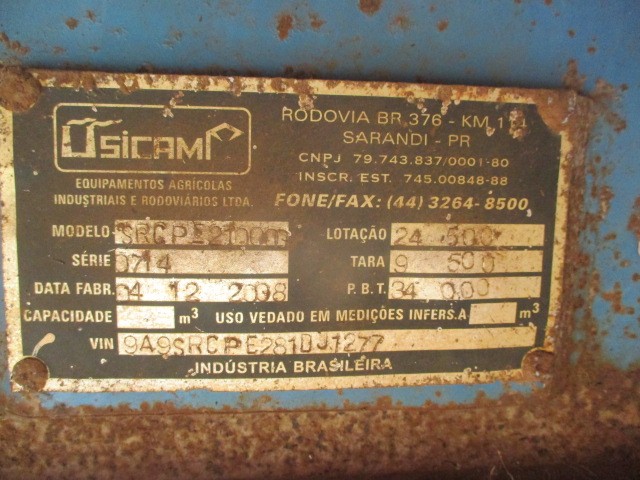 USICAMP
EQUIPAMENTOS AGRÍCOLAS
INDUSTRIAIS E RODOVIÁRIOS LTDA.
RODOVIA BR 376 - KM
SARANDI - PR
CNPJ 79.743.837/0001-80
INSCR. EST. 745.00848-88
FONE/FAX: (44) 3264-8500
MODELO LOTAÇÃO 24 500
SÉRIE 0714 TARA 9 500
DATA FABR. 04 12 2008 P.B.T. 34 000
CAPACIDADE m³ USO VEDADO EM MEDIÇÕES INFERS.A m³
VIN 9A9SRCPE281DJ1277
INDÚSTRIA BRASILEIRA